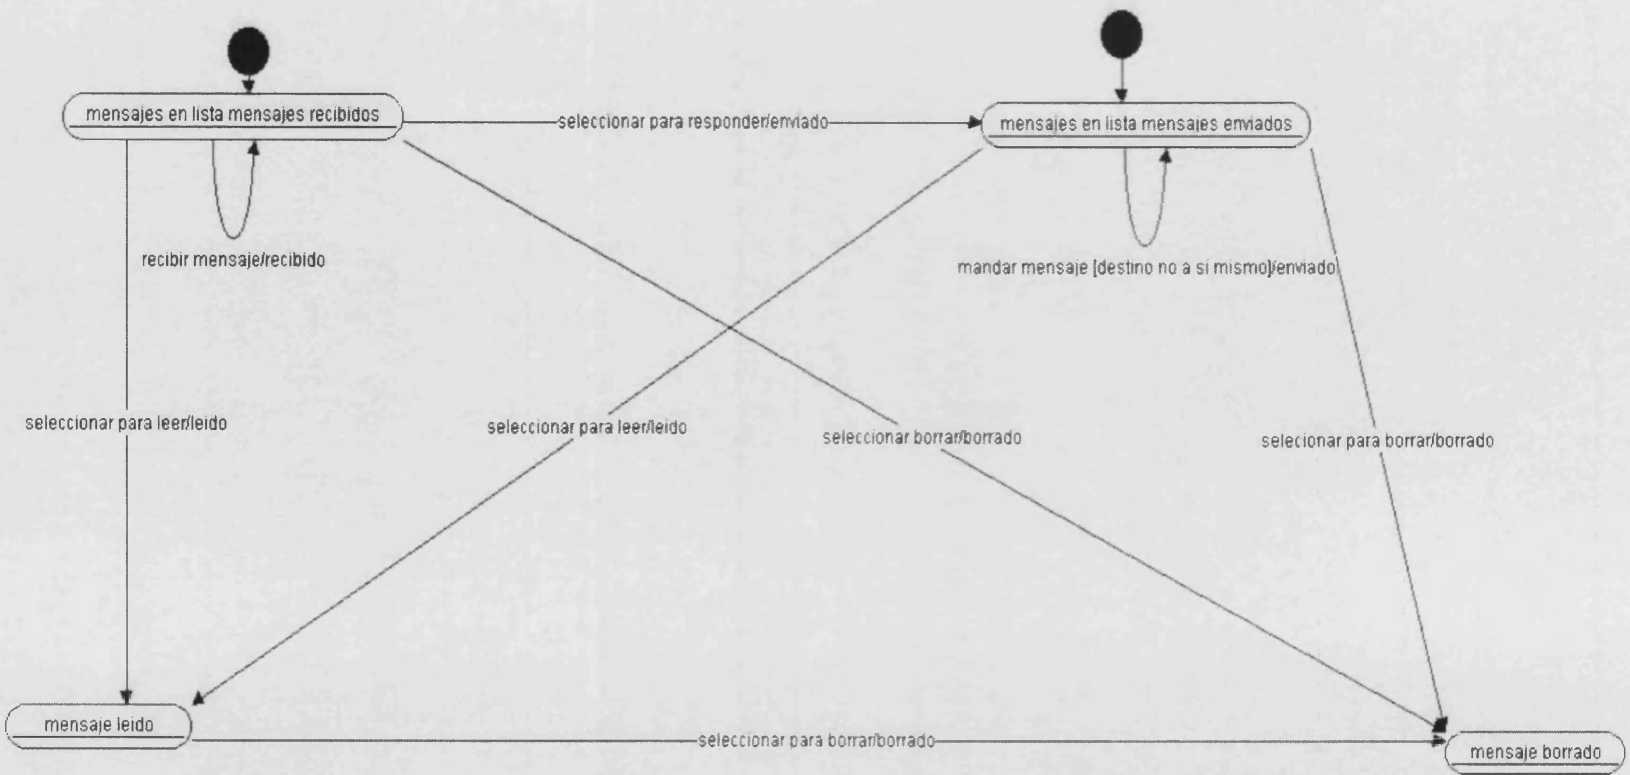 mensajes en lista mensajes recibidos
seleccionar para responder/enviado
mensajes en lista mensajes enviados
recibir mensaje/recibido
mandar mensaje [destino no a sí mismo]/enviado
seleccionar para leer/leido
seleccionar para leer/leido
seleccionar borrar/borrado
selecionar para borrar/borrado
mensaje leido
seleccionar para borrar/borrado
mensaje borrado